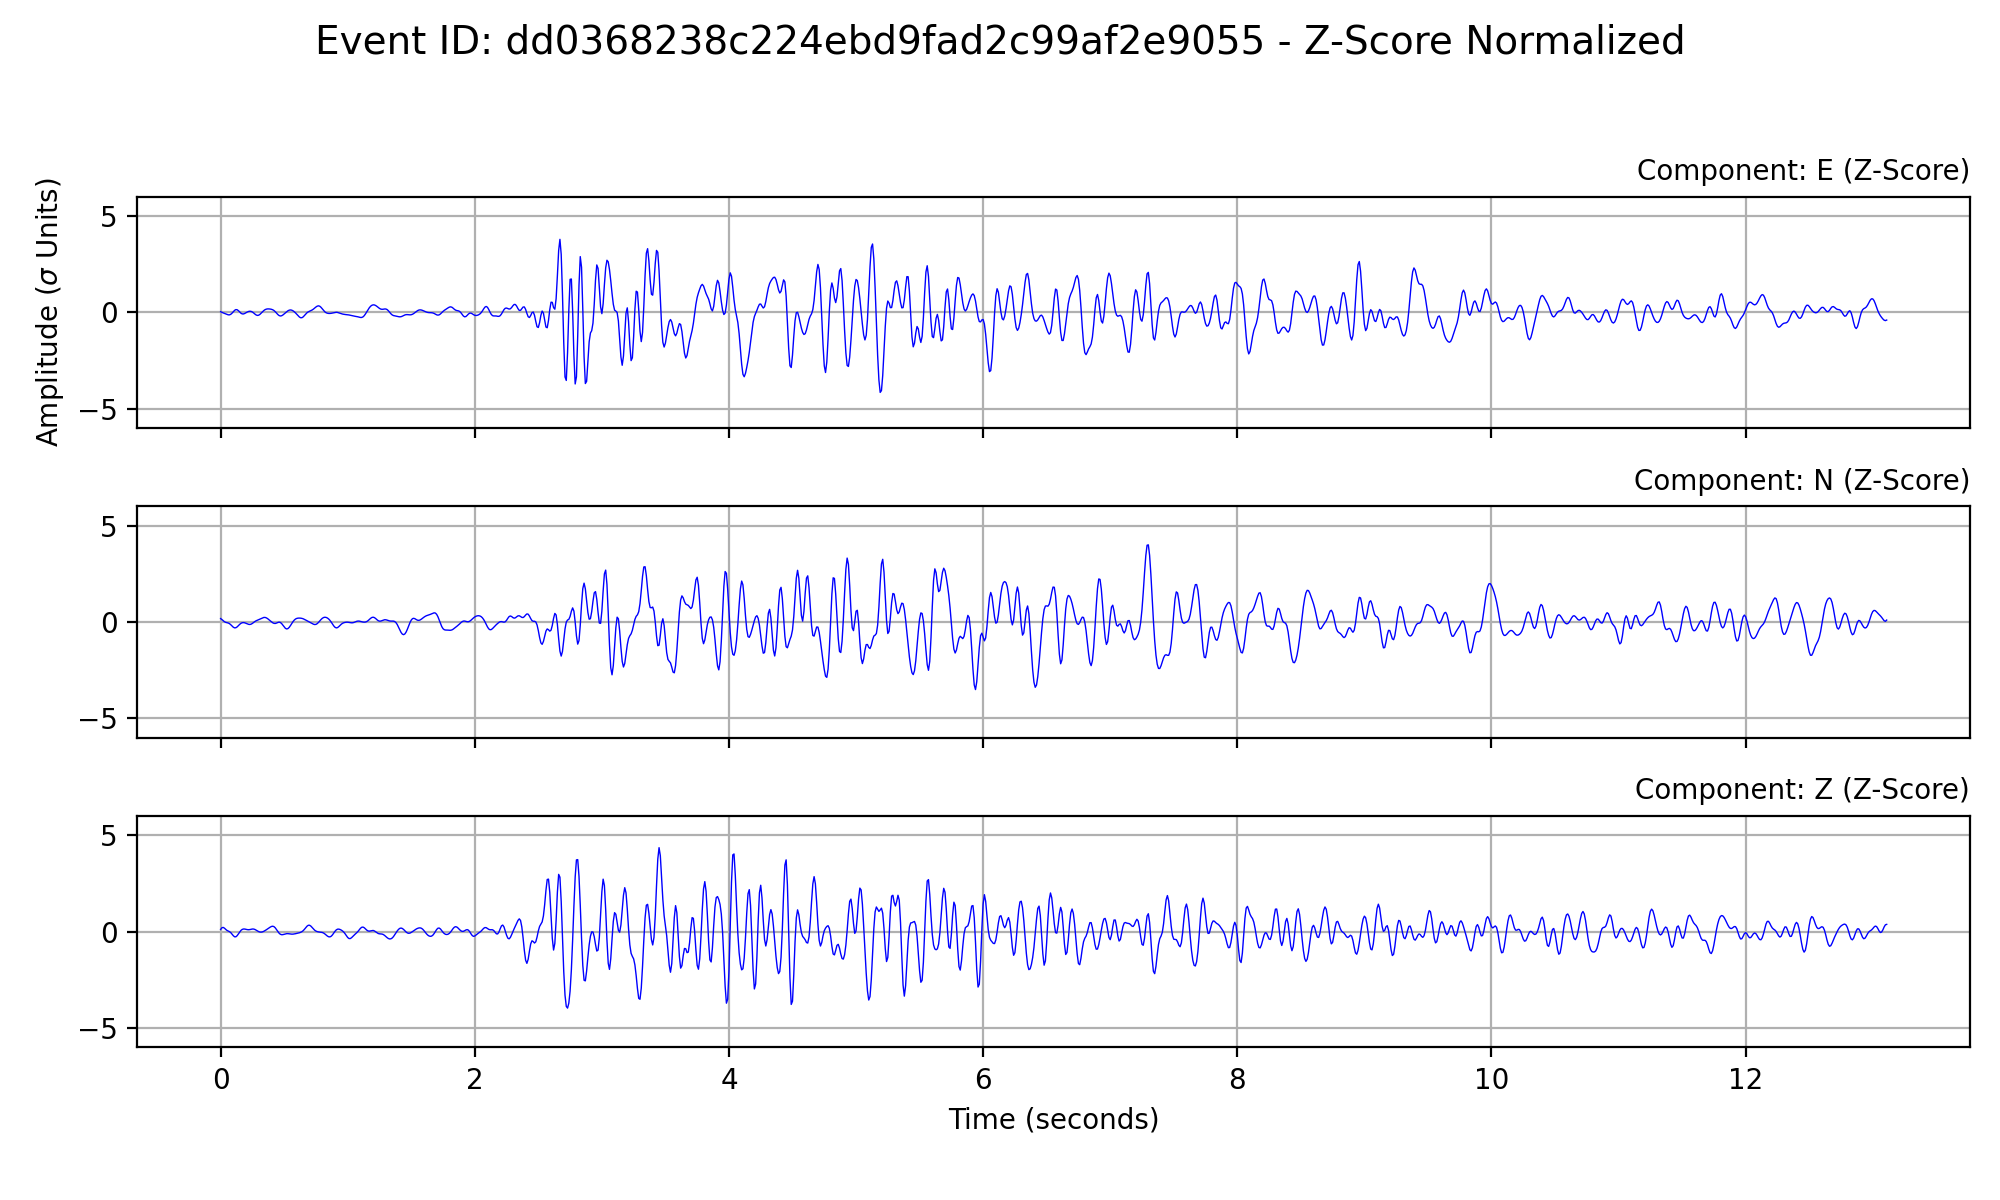 Event ID: dd0368238c224ebd9fad2c99af2e9055 - Z-Score Normalized
Component: E (Z-Score)
Amplitude (σ Units)
5
0
−5
Component: N (Z-Score)
5
0
−5
Component: Z (Z-Score)
5
0
−5
0 2 4 6 8 10 12
Time (seconds)